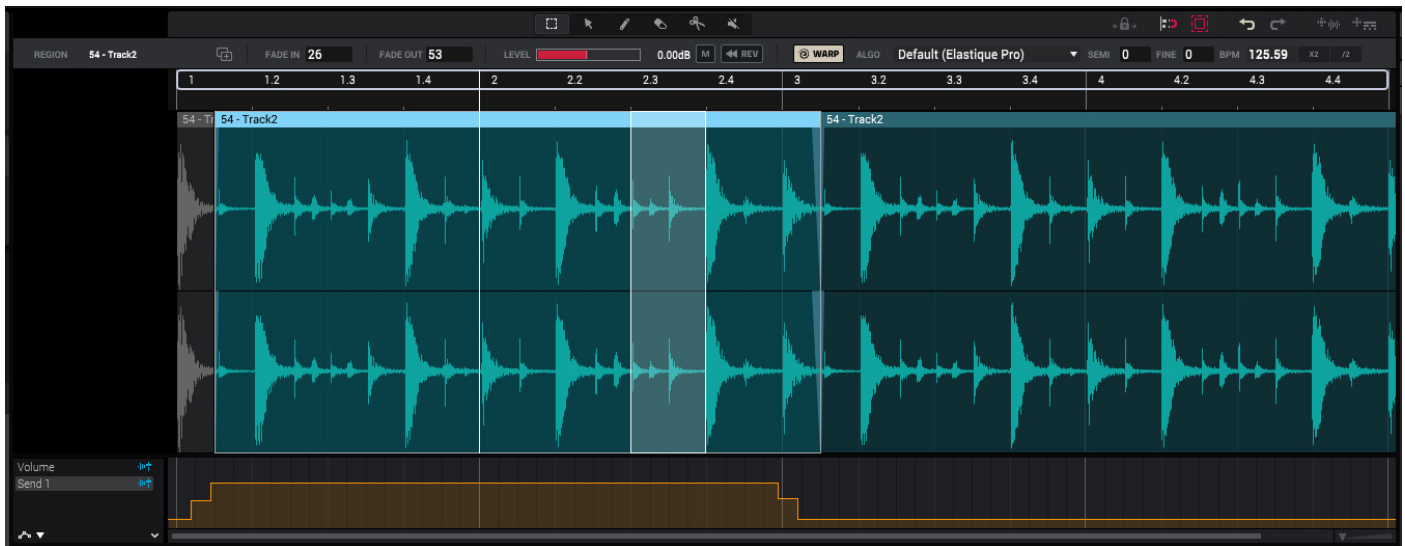 REGION 54 - Track2 FADE IN 26 FADE OUT 53 LEVEL 0.00dB M REV WARP ALGO Default (Elastique Pro) SEMI 0 FINE 0 BPM 125.59 X2 /2
1 1.2 1.3 1.4 2 2.2 2.3 2.4 3 3.2 3.3 3.4 4 4.2 4.3 4.4
54 - Tr 54 - Track2 54 - Track2
Volume
Send 1